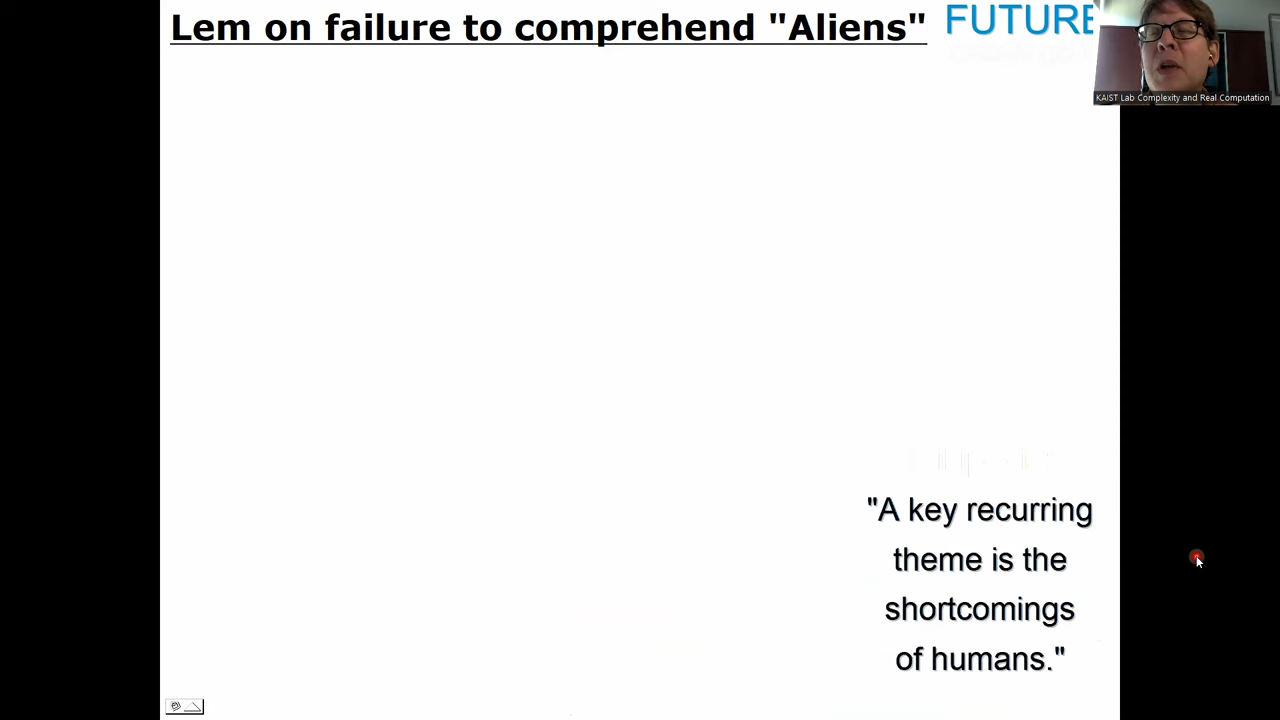 Lem on failure to comprehend "Aliens"
FUTURE
KAIST Lab Complexity and Real Computation
"A key recurring
theme is the
shortcomings
of humans."